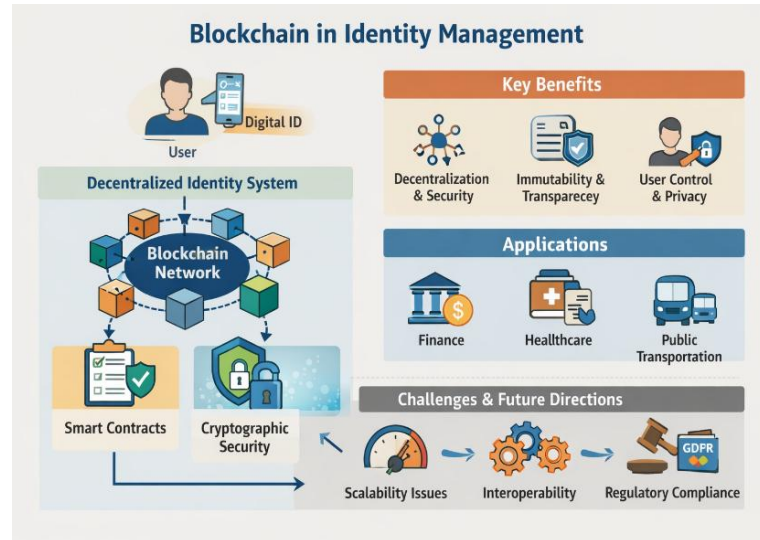 Blockchain in Identity Management
Digital ID
User
Decentralized Identity System
Blockchain
Network
Smart Contracts
Cryptographic
Security
Key Benefits
Decentralization
& Security
Immutability &
Transparecey
User Control
& Privacy
Applications
$
Finance
Healthcare
Public
Transportation
Challenges & Future Directions
Scalability Issues
Interoperability
GDFR
Regulatory Compliance